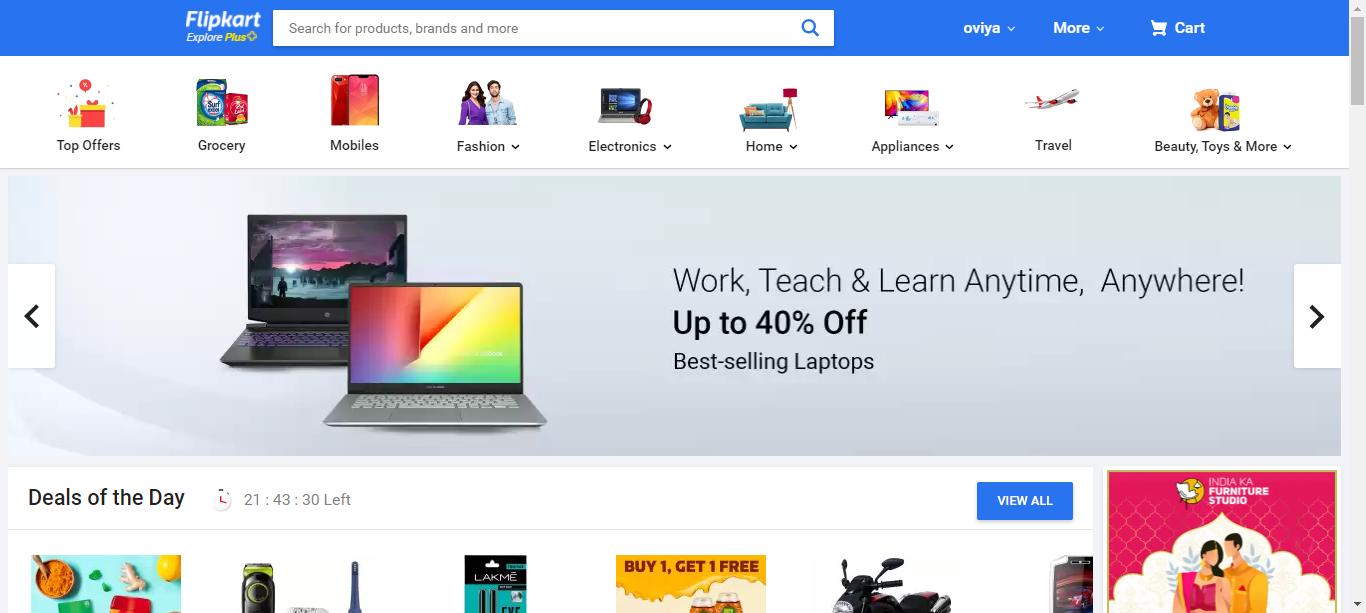 Flipkart
Explore Plus
Search for products, brands and more
oviya
More
Cart
Top Offers
Grocery
Mobiles
Fashion
Electronics
Home
Appliances
Travel
Beauty, Toys & More
Work, Teach & Learn Anytime, Anywhere!
Up to 40% Off
Best-selling Laptops
Deals of the Day
21 : 43 : 30 Left
VIEW ALL
INDIA KA
FURNITURE
STUDIO
LAKMÉ
EYE
BUY 1, GET 1 FREE